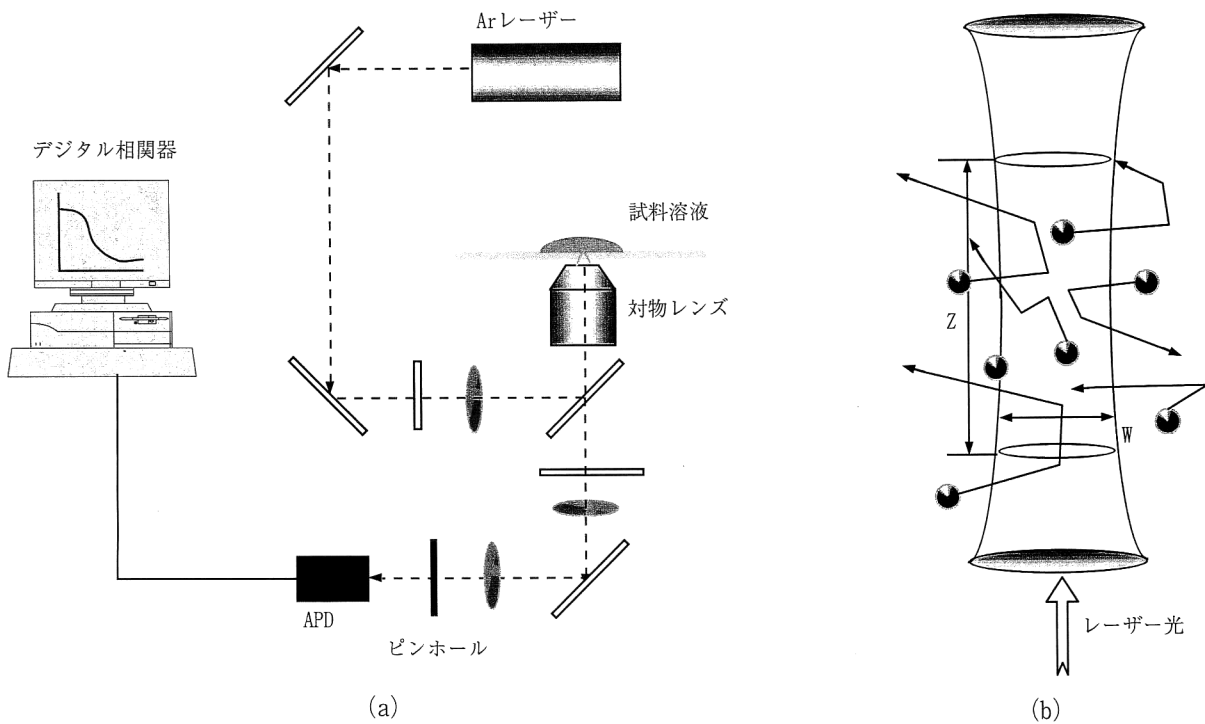 Arレーザー
デジタル相関器
試料溶液
対物レンズ
Z
W
APD
ピンホール
レーザー光
(a)
(b)